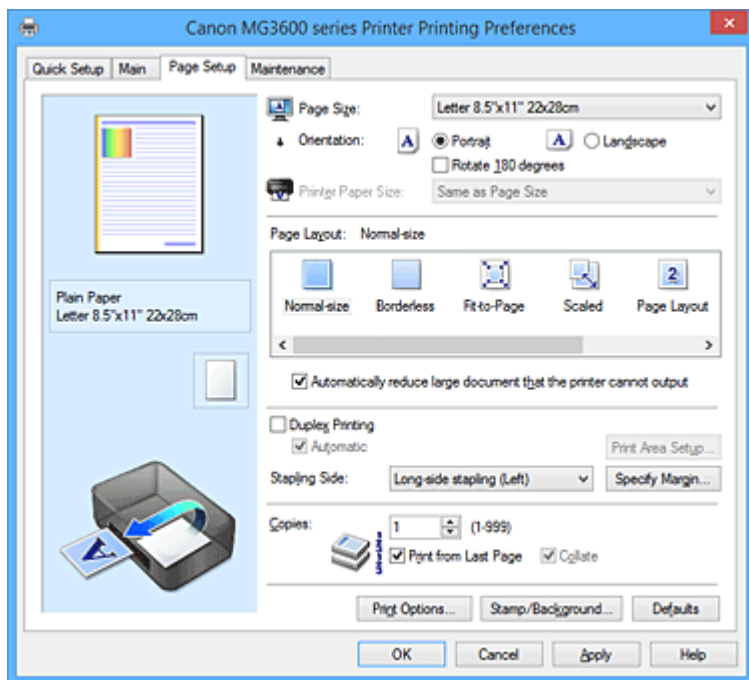 Canon MG3600 series Printer Printing Preferences
Quick Setup Main Page Setup Maintenance
Page Size: Letter 8.5"x11" 22x28cm
Orientation: A Portrait A Landscape
Rotate 180 degrees
Printer Paper Size: Same as Page Size
Page Layout: Normal-size
2
Normal-size Borderless Fit-to-Page Scaled Page Layout
Plain Paper
Letter 8.5"x11" 22x28cm
Automatically reduce large document that the printer cannot output
Duplex Printing
Automatic Print Area Setup...
Stapling Side: Long-side stapling (Left) Specify Margin...
Copies: 1 (1-999)
Print from Last Page Collate
A
Print Options... Stamp/Background... Defaults
OK Cancel Apply Help